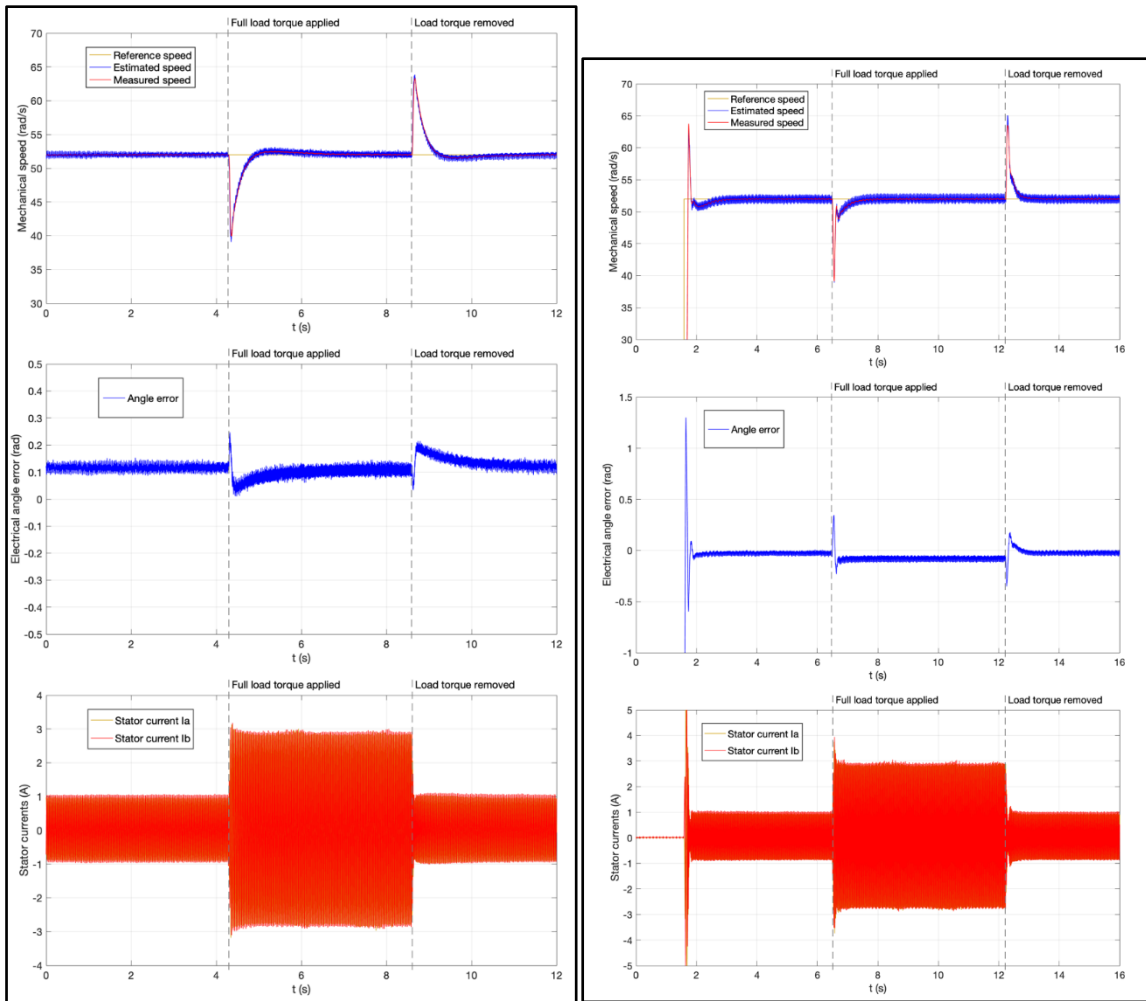 Full load torque applied
Load torque removed
70
65
60
55
50
45
40
35
30
Mechanical speed (rad/s)
Reference speed
Estimated speed
Measured speed
0 2 4 6 8 10 12
t (s)
Full load torque applied
Load torque removed
0.5
0.4
0.3
0.2
0.1
0
-0.1
-0.2
-0.3
-0.4
-0.5
Electrical angle error (rad)
Angle error
0 2 4 6 8 10 12
t (s)
Full load torque applied
Load torque removed
4
3
2
1
0
-1
-2
-3
-4
Stator currents (A)
Stator current Ia
Stator current Ib
0 2 4 6 8 10 12
t (s)
Full load torque applied
Load torque removed
70
65
60
55
50
45
40
35
30
Mechanical speed (rad/s)
Reference speed
Estimated speed
Measured speed
0 2 4 6 8 10 12 14 16
t (s)
Full load torque applied
Load torque removed
1.5
1
0.5
0
-0.5
-1
Electrical angle error (rad)
Angle error
0 2 4 6 8 10 12 14 16
t (s)
Full load torque applied
Load torque removed
5
4
3
2
1
0
-1
-2
-3
-4
-5
Stator currents (A)
Stator current Ia
Stator current Ib
0 2 4 6 8 10 12 14 16
t (s)